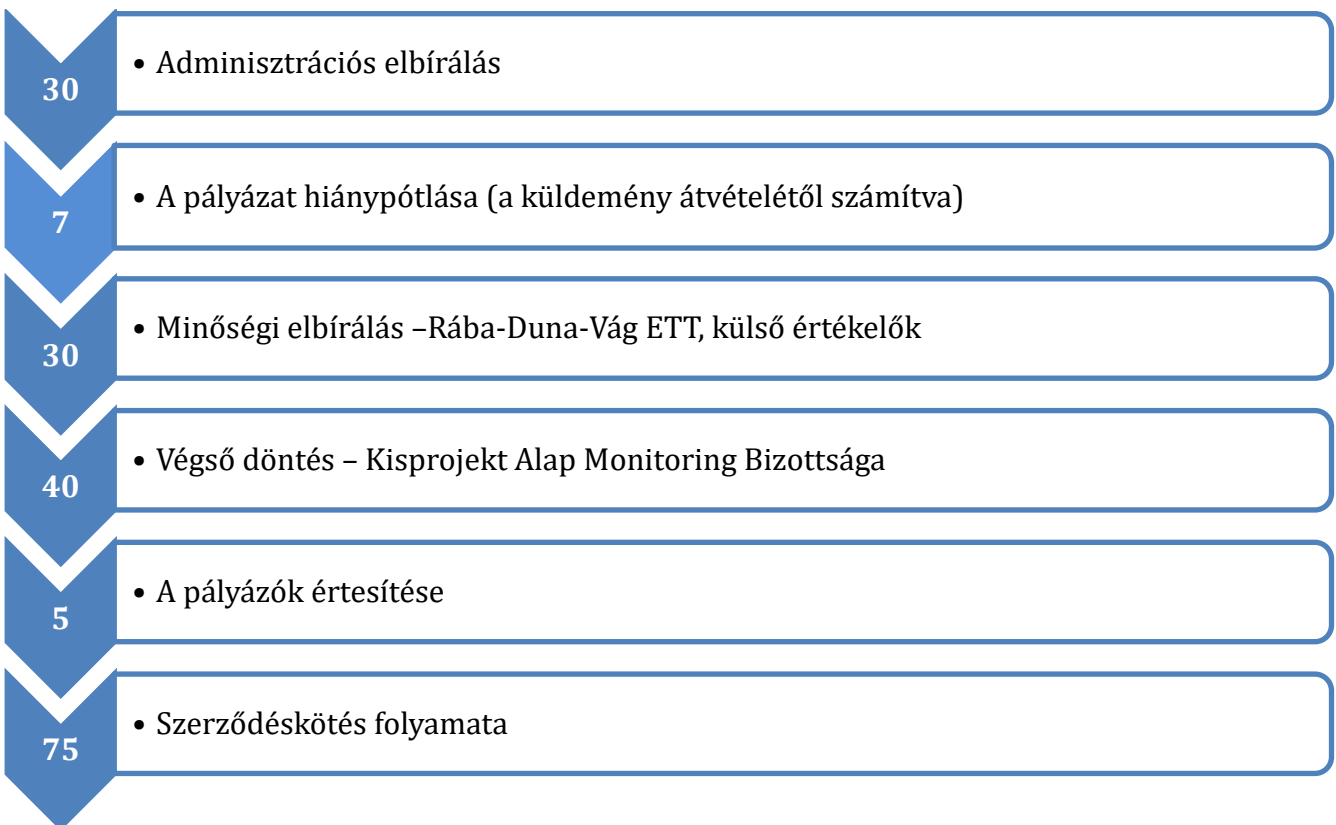 30
• Adminisztrációs elbírálás
7
• A pályázat hiánypótlása (a küldemény átvételétől számítva)
30
• Minőségi elbírálás –Rába-Duna-Vág ETT, külső értékelők
40
• Végső döntés – Kisprojekt Alap Monitoring Bizottsága
5
• A pályázók értesítése
75
• Szerződéskötés folyamata